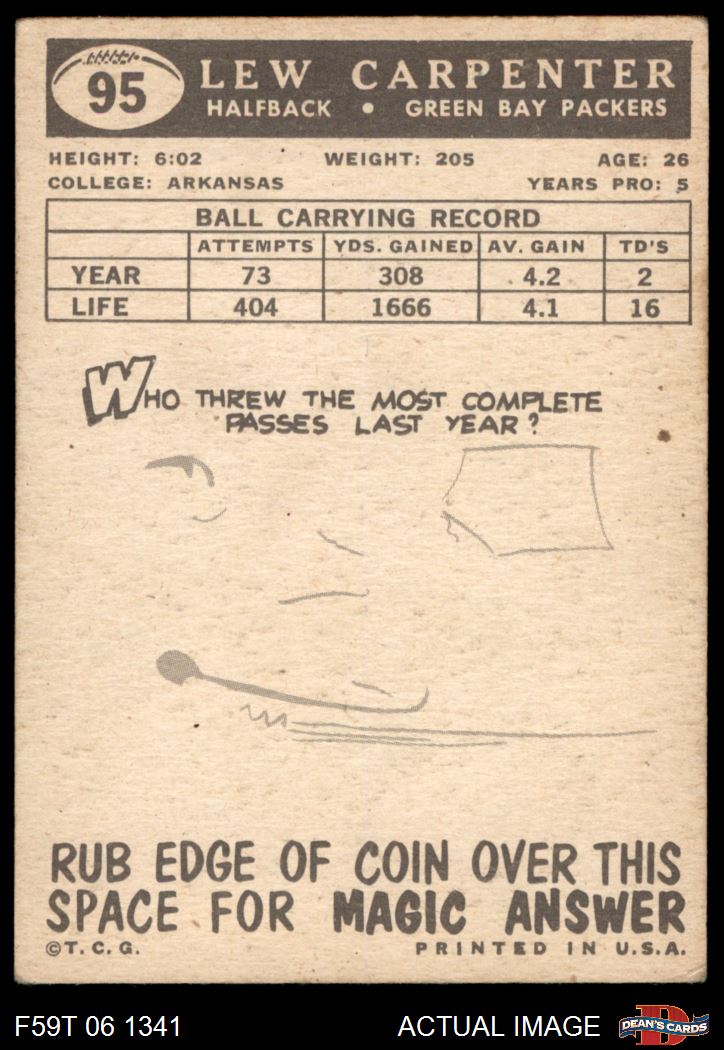 95
LEW CARPENTER
HALFBACK • GREEN BAY PACKERS
HEIGHT: 6:02 WEIGHT: 205 AGE: 26
COLLEGE: ARKANSAS YEARS PRO: 5
BALL CARRYING RECORD
ATTEMPTS YDS. GAINED AV. GAIN TD'S
YEAR 73 308 4.2 2
LIFE 404 1666 4.1 16
WHO THREW THE MOST COMPLETE
PASSES LAST YEAR?
RUB EDGE OF COIN OVER THIS
SPACE FOR MAGIC ANSWER
©T.C.G. PRINTED IN U.S.A.
F59T 06 1341 ACTUAL IMAGE D DEAN'S CARDS